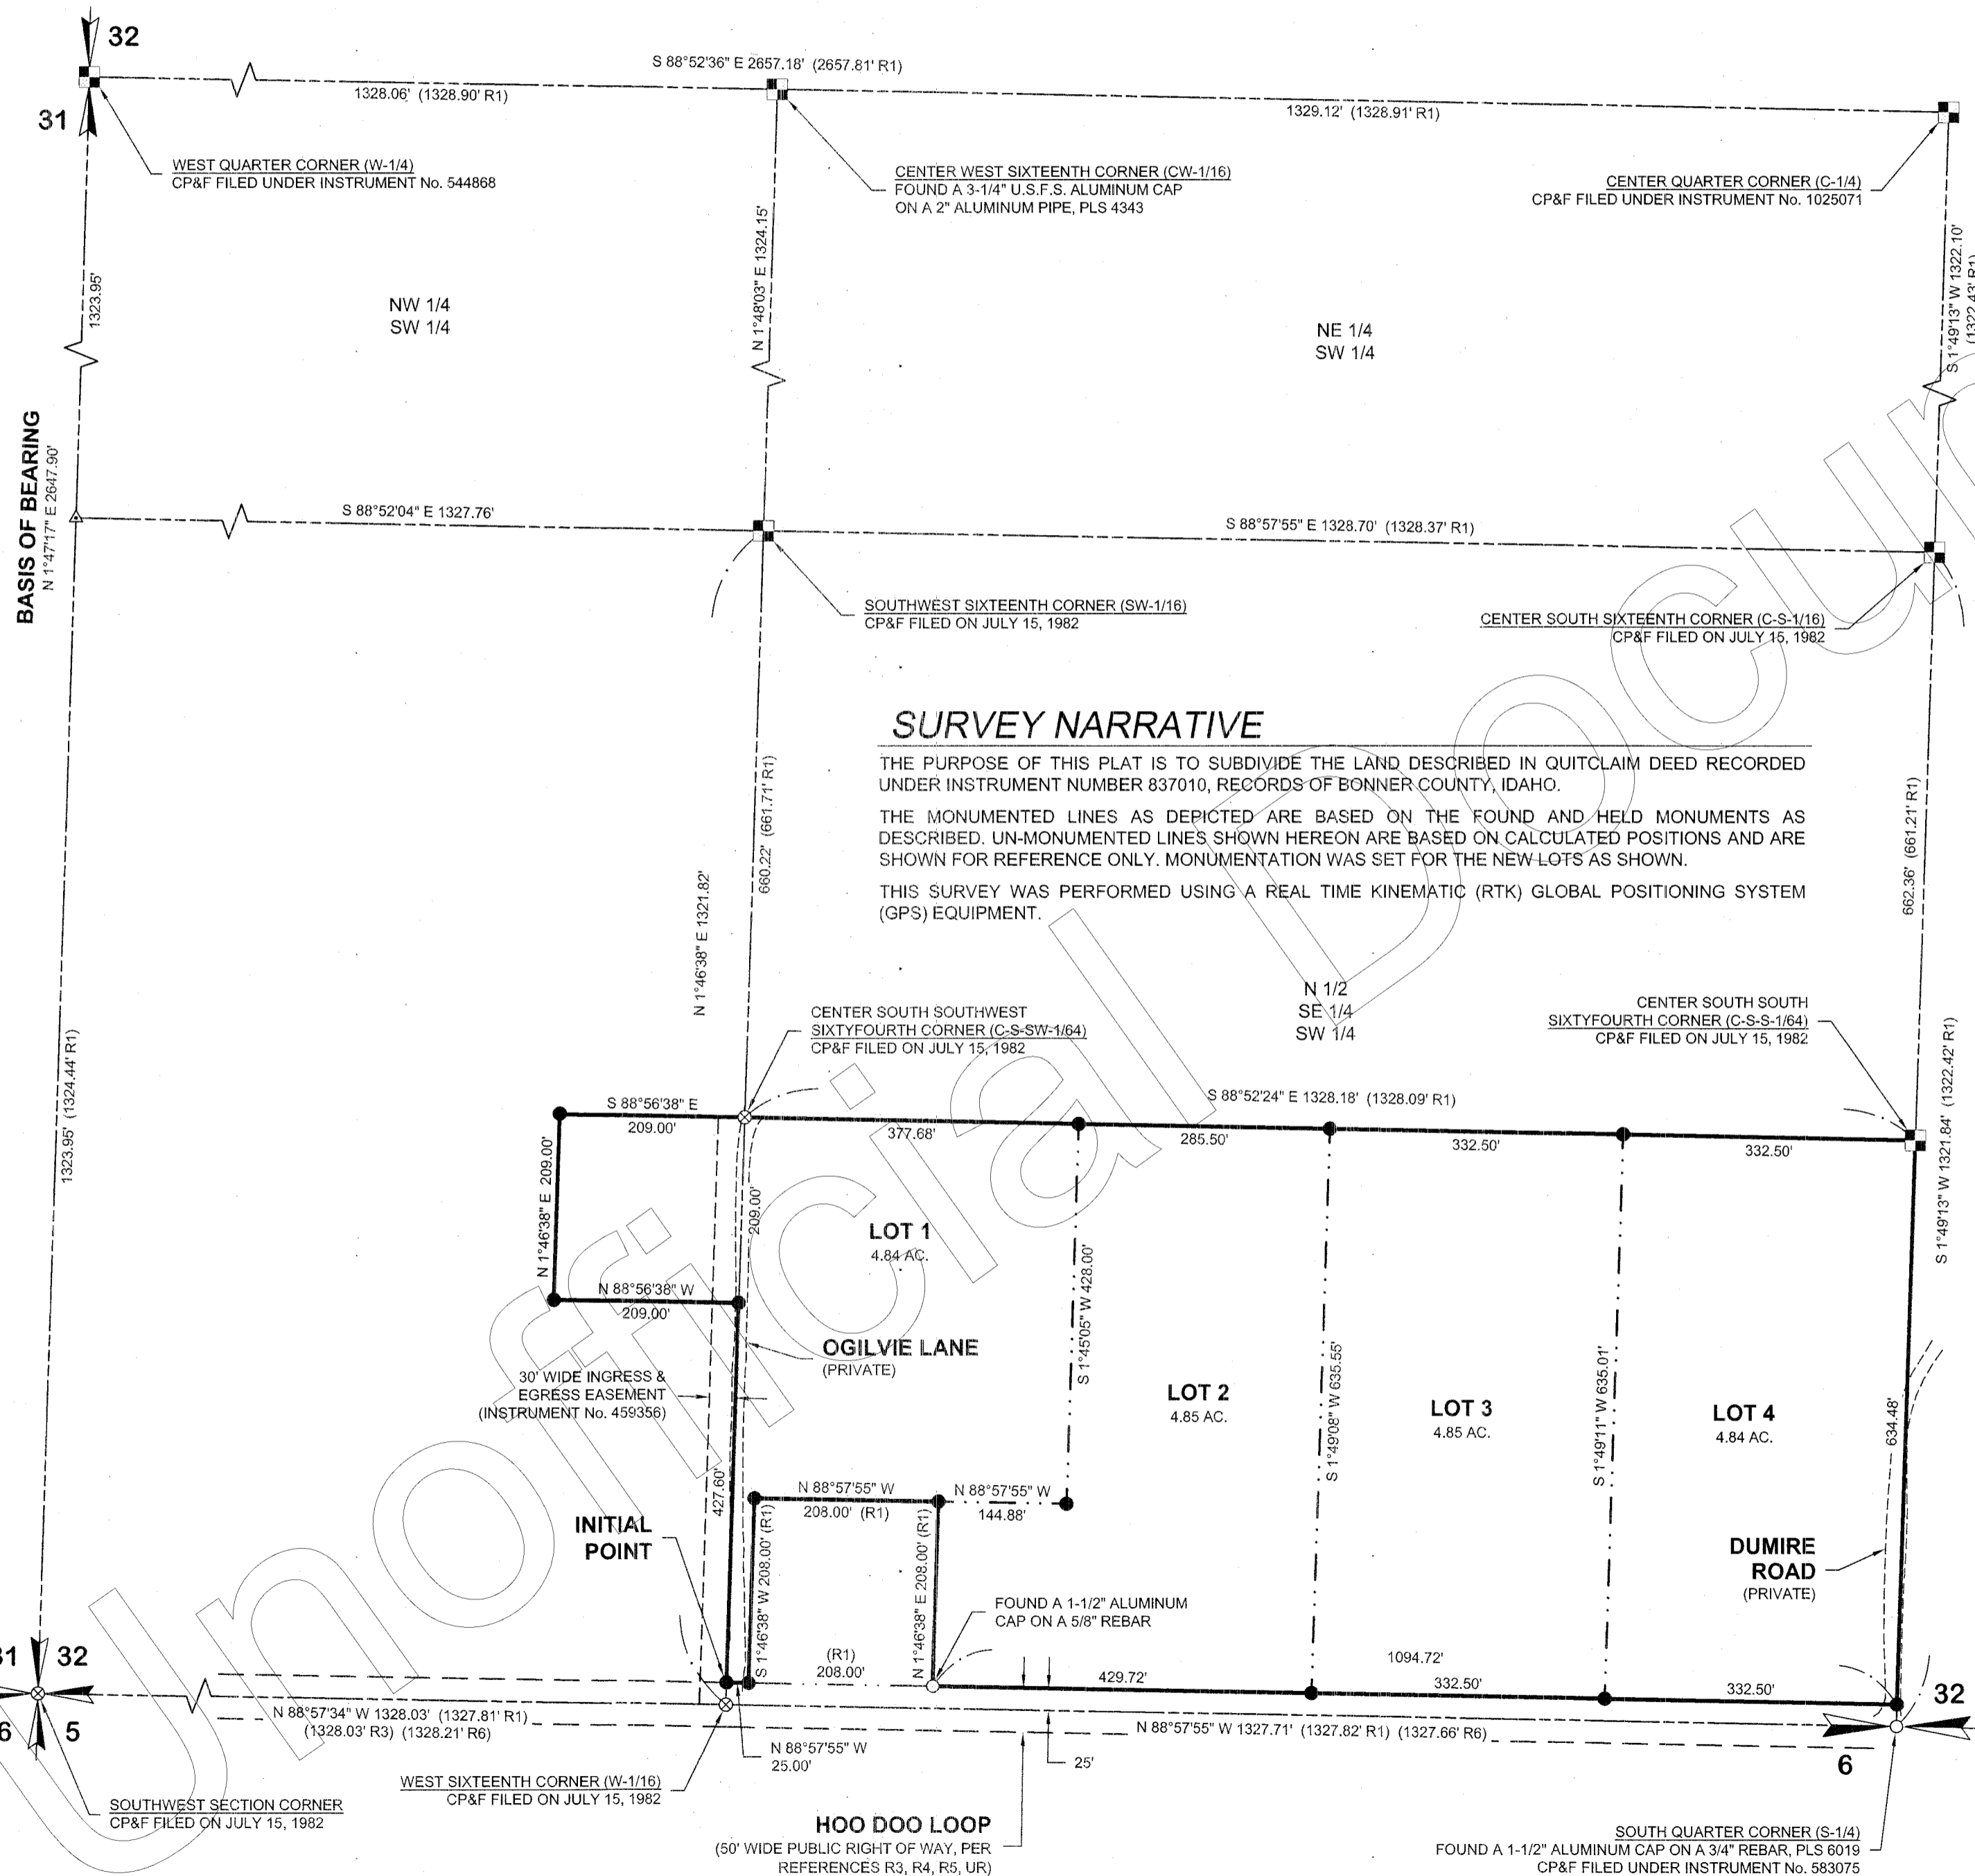 32
S 88°52'36" E 2657.18' (2657.81' R1)
1328.06' (1328.90' R1)
1329.12' (1328.91' R1)
31
WEST QUARTER CORNER (W-1/4)
CP&F FILED UNDER INSTRUMENT No. 544868
CENTER WEST SIXTEENTH CORNER (CW-1/16)
FOUND A 3-1/4" U.S.F.S. ALUMINUM CAP
ON A 2" ALUMINUM PIPE, PLS 4343
CENTER QUARTER CORNER (C-1/4)
CP&F FILED UNDER INSTRUMENT No. 1025071
1323.95'
N 1°48'03" E 1324.15'
S 1°49'13" W 1322.10'
(1322.43' R1)
NW 1/4
SW 1/4
NE 1/4
SW 1/4
BASIS OF BEARING
N 1°47'17" E 2647.90'
S 88°52'04" E 1327.76'
S 88°57'55" E 1328.70' (1328.37' R1)
SOUTHWEST SIXTEENTH CORNER (SW-1/16)
CP&F FILED ON JULY 15, 1982
CENTER SOUTH SIXTEENTH CORNER (C-S-1/16)
CP&F FILED ON JULY 15, 1982
SURVEY NARRATIVE
THE PURPOSE OF THIS PLAT IS TO SUBDIVIDE THE LAND DESCRIBED IN QUITCLAIM DEED RECORDED
UNDER INSTRUMENT NUMBER 837010, RECORDS OF BONNER COUNTY, IDAHO.
THE MONUMENTED LINES AS DEPICTED ARE BASED ON THE FOUND AND HELD MONUMENTS AS
DESCRIBED. UN-MONUMENTED LINES SHOWN HEREON ARE BASED ON CALCULATED POSITIONS AND ARE
SHOWN FOR REFERENCE ONLY. MONUMENTATION WAS SET FOR THE NEW LOTS AS SHOWN.
THIS SURVEY WAS PERFORMED USING A REAL TIME KINEMATIC (RTK) GLOBAL POSITIONING SYSTEM
(GPS) EQUIPMENT.
660.22' (661.71' R1)
N 1°46'38" E 1321.82'
662.36' (661.21' R1)
N 1/2
SE 1/4
SW 1/4
CENTER SOUTH SOUTHWEST
SIXTYFOURTH CORNER (C-S-SW-1/64)
CP&F FILED ON JULY 15, 1982
CENTER SOUTH SOUTH
SIXTYFOURTH CORNER (C-S-S-1/64)
CP&F FILED ON JULY 15, 1982
1323.95' (1324.44' R1)
S 1°49'13" W 1321.84' (1322.42' R1)
S 88°56'38" E
209.00'
S 88°52'24" E 1328.18' (1328.09' R1)
377.68'
285.50'
332.50'
332.50'
N 1°46'38" E 209.00'
209.00'
LOT 1
4.84 AC.
N 88°56'38" W
209.00'
S 1°45'05" W 428.00'
OGILVIE LANE
(PRIVATE)
30' WIDE INGRESS &
EGRESS EASEMENT
(INSTRUMENT No. 459356)
LOT 2
4.85 AC.
S 1°49'08" W 635.55'
LOT 3
4.85 AC.
S 1°49'11" W 635.01'
LOT 4
4.84 AC.
634.48'
427.60'
N 88°57'55" W
208.00' (R1)
N 88°57'55" W
144.88'
INITIAL
POINT
S 1°46'38" W 208.00' (R1)
N 1°46'38" E 208.00' (R1)
DUMIRE
ROAD
(PRIVATE)
FOUND A 1-1/2" ALUMINUM
CAP ON A 5/8" REBAR
31 32
(R1)
208.00'
429.72'
1094.72'
332.50'
332.50'
32
6 5
N 88°57'34" W 1328.03' (1327.81' R1)
(1328.03' R3) (1328.21' R6)
N 88°57'55" W 1327.71' (1327.82' R1) (1327.66' R6)
N 88°57'55" W
25.00'
25'
6
WEST SIXTEENTH CORNER (W-1/16)
CP&F FILED ON JULY 15, 1982
SOUTHWEST SECTION CORNER
CP&F FILED ON JULY 15, 1982
HOO DOO LOOP
(50' WIDE PUBLIC RIGHT OF WAY, PER
REFERENCES R3, R4, R5, UR)
SOUTH QUARTER CORNER (S-1/4)
FOUND A 1-1/2" ALUMINUM CAP ON A 3/4" REBAR, PLS 6019
CP&F FILED UNDER INSTRUMENT No. 583075
Unofficial Docu